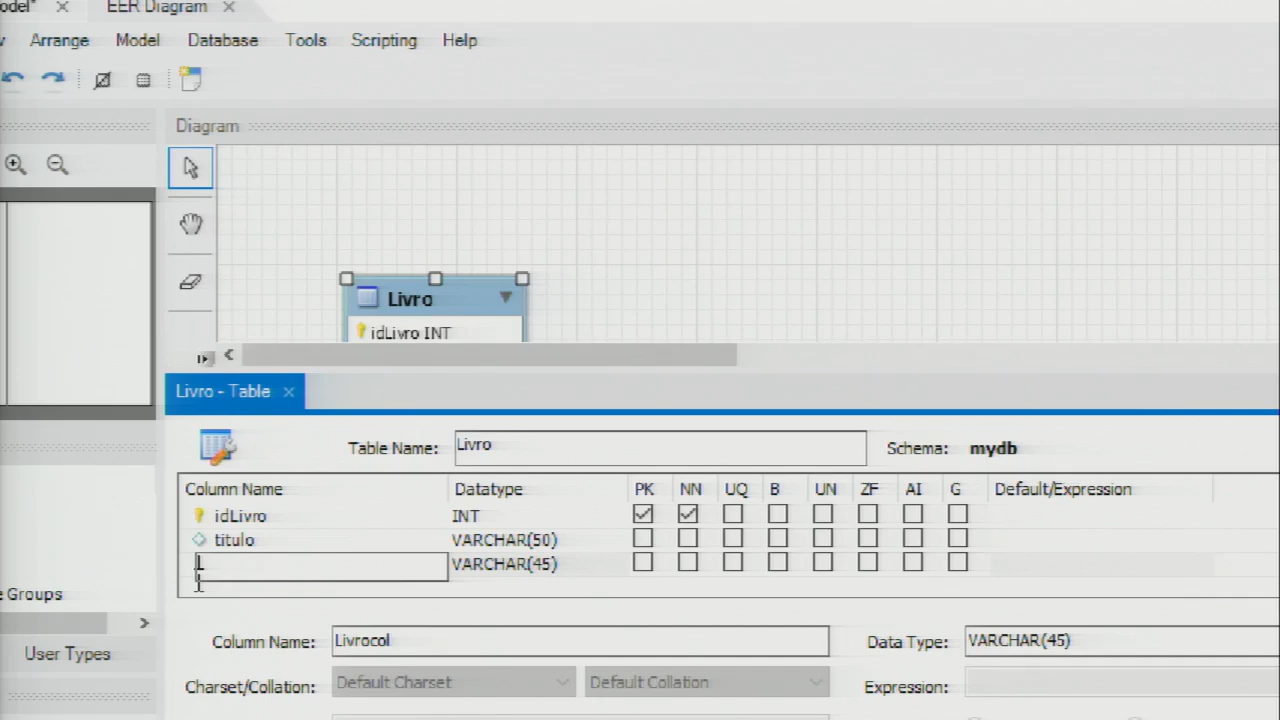 EER Diagram
Arrange Model Database Tools Scripting Help
Diagram
Livro
idLivro INT
Livro - Table
Table Name: Livro Schema: mydb
Column Name Datatype PK NN UQ B UN ZF AI G Default/Expression
idLivro INT
titulo VARCHAR(50)
VARCHAR(45)
Groups
Column Name: Livrocol Data Type: VARCHAR(45)
User Types
Charset/Collation: Default Charset Default Collation Expression: